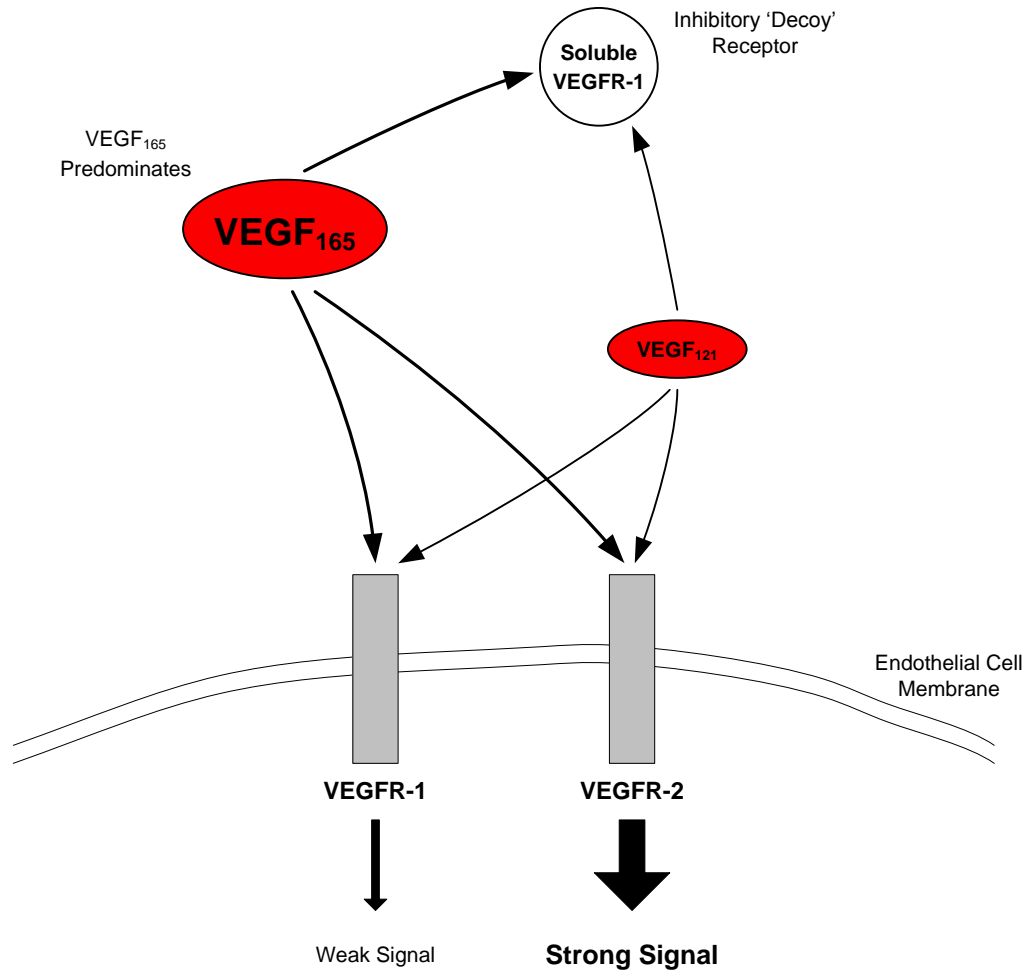 Inhibitory ‘Decoy’
Receptor
Soluble
VEGFR-1
VEGF₁₆₅
Predominates
VEGF₁₆₅
VEGF₁₂₁
Endothelial Cell
Membrane
VEGFR-1
VEGFR-2
Weak Signal
Strong Signal